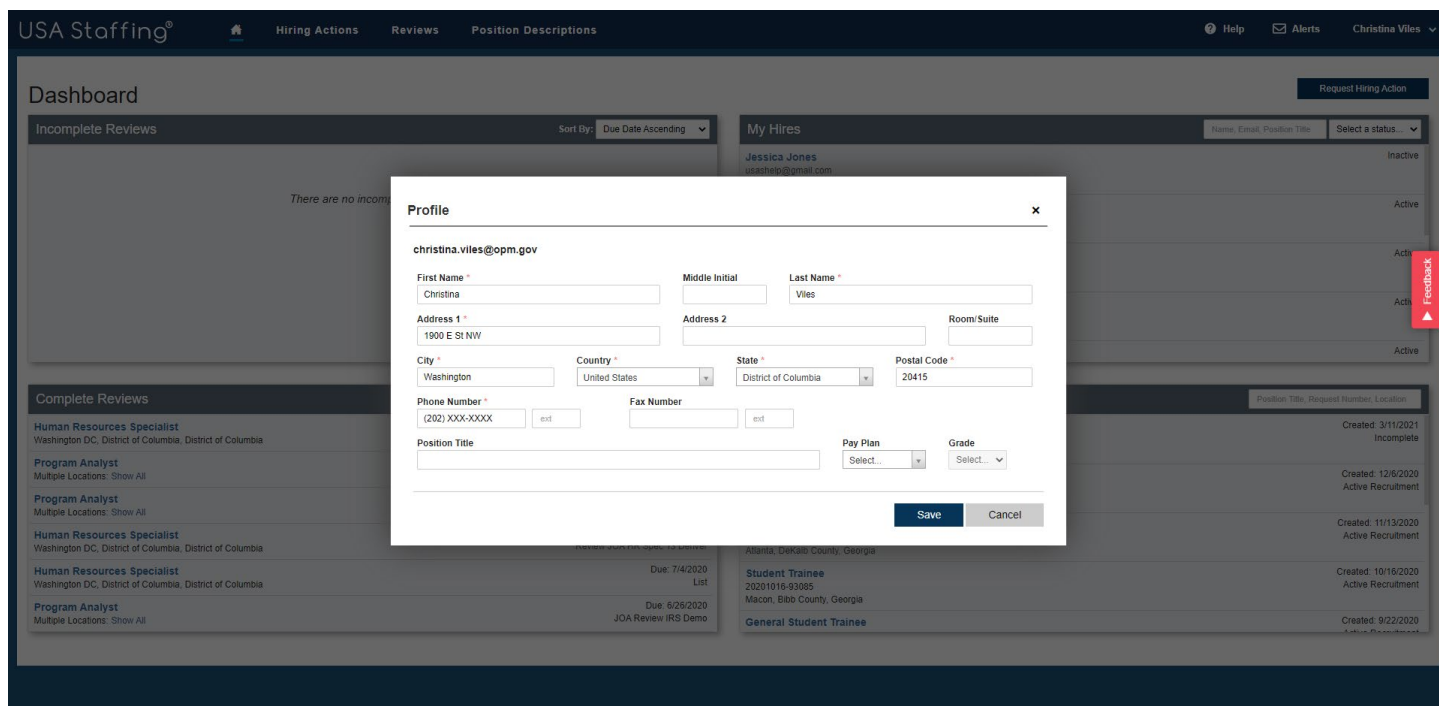 USA Staffing®
Hiring Actions
Reviews
Position Descriptions
Help
Alerts
Christina Viles
Dashboard
Request Hiring Action
Incomplete Reviews
Sort By: Due Date Ascending
There are no incom
My Hires
Name, Email, Position Title
Select a status...
Jessica Jones
usashelp@gmail.com
Inactive
Active
Activ
Activ
Active
Feedback
Profile
×
christina.viles@opm.gov
First Name *
Middle Initial
Last Name *
Christina
Viles
Address 1 *
Address 2
Room/Suite
1900 E St NW
City *
Country *
State *
Postal Code *
Washington
United States
District of Columbia
20415
Phone Number *
Fax Number
(202) XXX-XXXX
ext
ext
Position Title
Pay Plan
Grade
Select...
Select...
Save
Cancel
Complete Reviews
Human Resources Specialist
Washington DC, District of Columbia, District of Columbia
Program Analyst
Multiple Locations: Show All
Program Analyst
Multiple Locations: Show All
Human Resources Specialist
Washington DC, District of Columbia, District of Columbia
Human Resources Specialist
Due: 7/4/2020
Washington DC, District of Columbia, District of Columbia
List
Program Analyst
Due: 6/26/2020
Multiple Locations: Show All
JOA Review IRS Demo
Position Title, Request Number, Location
Created: 3/11/2021
Incomplete
Created: 12/6/2020
Active Recruitment
Created: 11/13/2020
Active Recruitment
Atlanta, DeKalb County, Georgia
Student Trainee
Created: 10/16/2020
20201016-93085
Active Recruitment
Macon, Bibb County, Georgia
General Student Trainee
Created: 9/22/2020